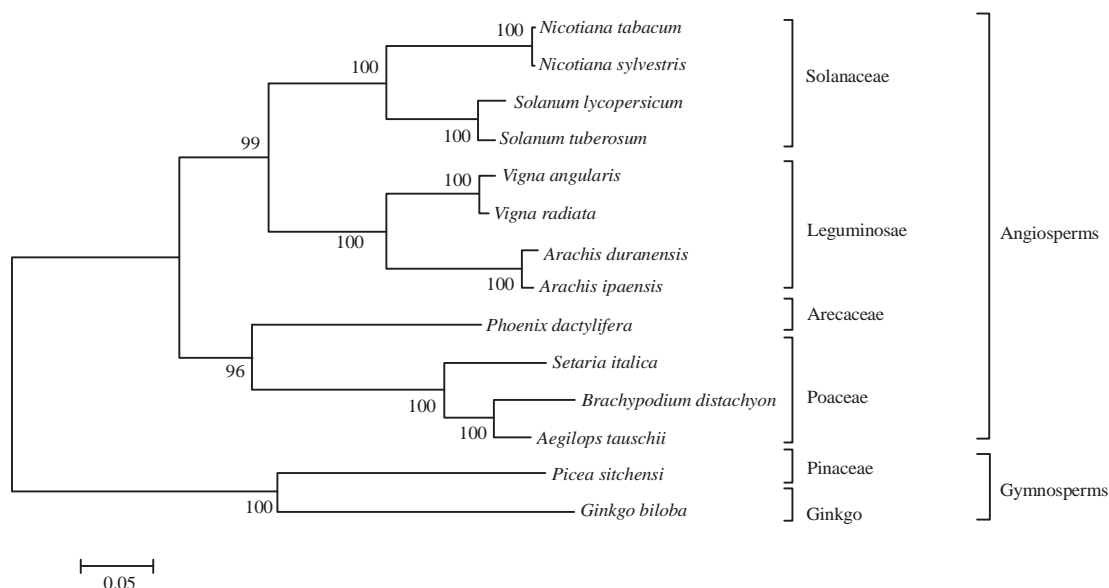 100
Nicotiana tabacum
Nicotiana sylvestris
100
Solanum lycopersicum
100
Solanum tuberosum
Solanaceae
99
100
Vigna angularis
Vigna radiata
100
Arachis duranensis
100
Arachis ipaensis
Leguminosae
Phoenix dactylifera
Arecaceae
96
Setaria italica
100
Brachypodium distachyon
100
Aegilops tauschii
Poaceae
Angiosperms
Picea sitchensi
Pinaceae
100
Ginkgo biloba
Ginkgo
Gymnosperms
0.05